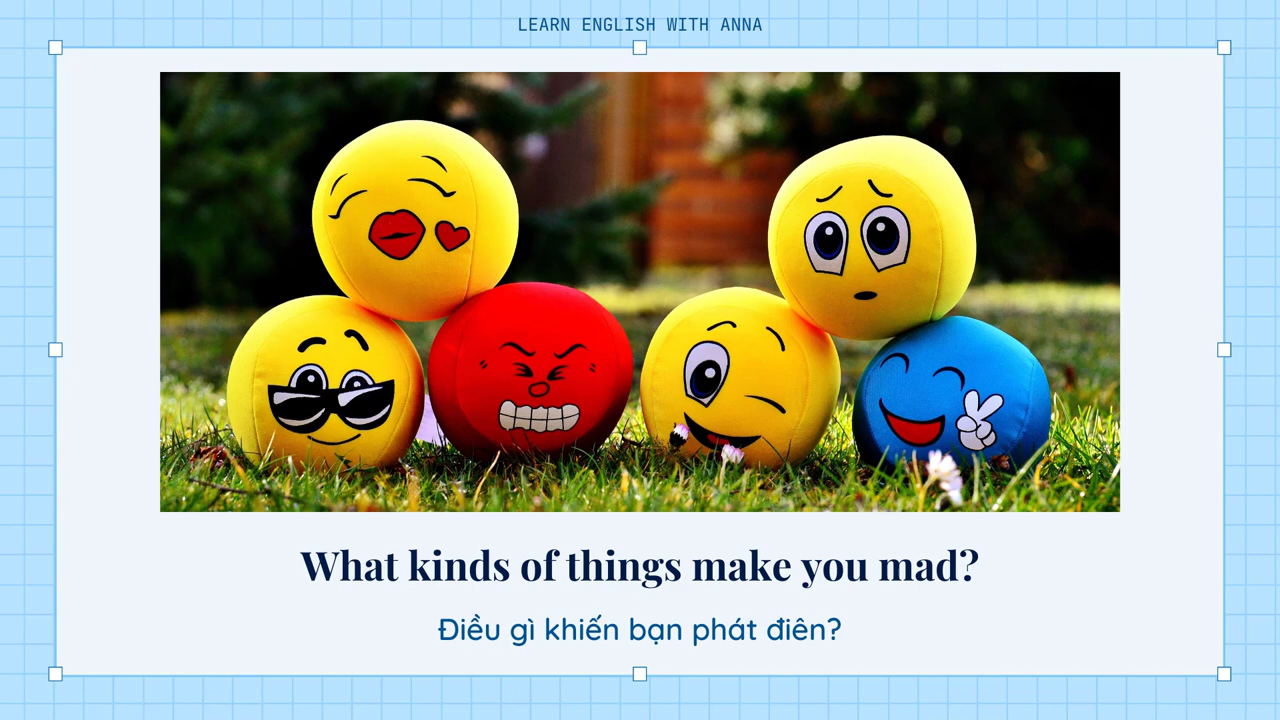 LEARN ENGLISH WITH ANNA
What kinds of things make you mad?
Điều gì khiến bạn phát điên?